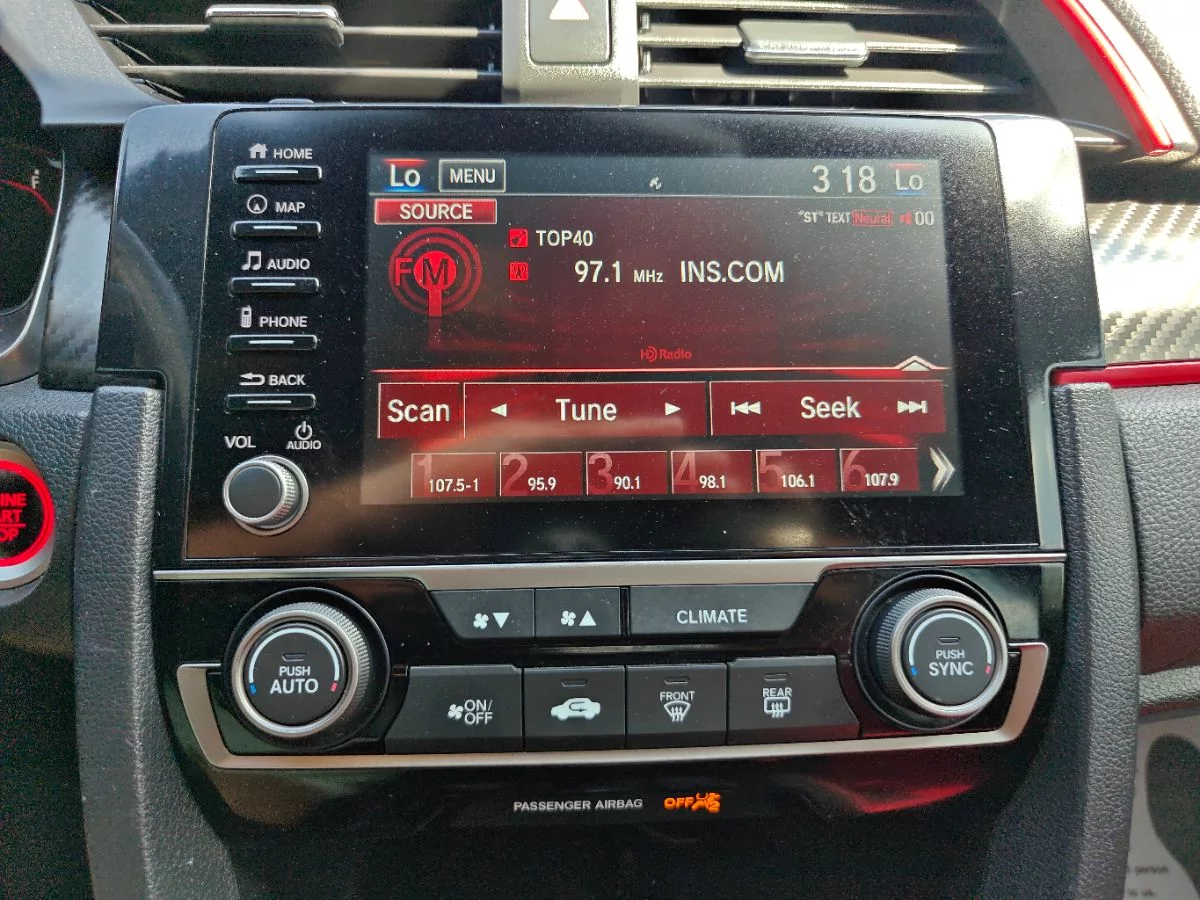 HOME
Lo MENU 3 18 Lo
MAP
SOURCE "ST" TEXT Neural 00
TOP40
AUDIO
FM 97.1 MHz INS.COM
PHONE
HD Radio
BACK
Scan Tune Seek
VOL AUDIO
1 107.5-1 2 95.9 3 90.1 4 98.1 5 106.1 6 107.9
F
CLIMATE
PUSH AUTO
PUSH SYNC
ON/OFF
FRONT
REAR
PASSENGER AIRBAG OFF
person